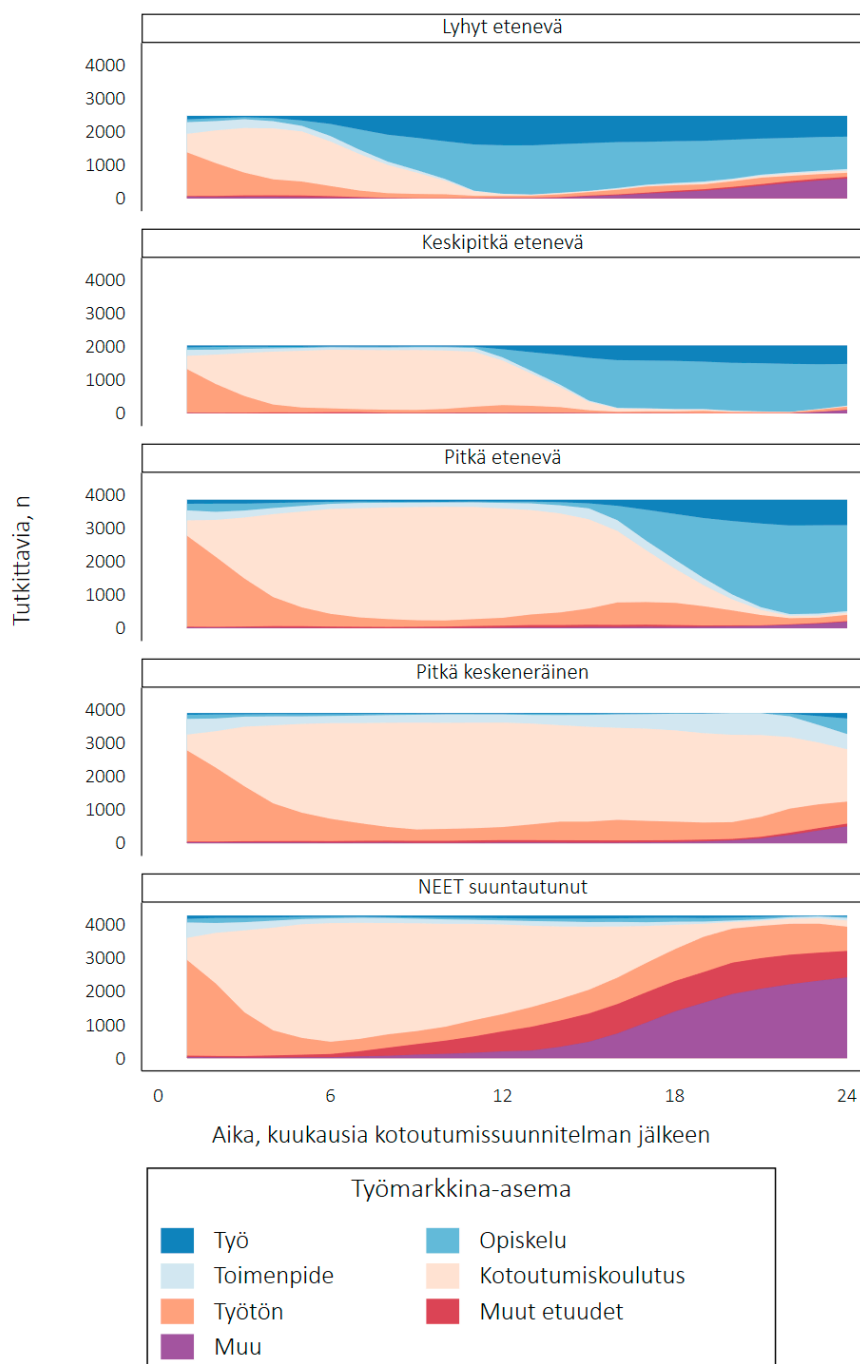 Lyhyt etenevä
4000
3000
2000
1000
0
Keskipitkä etenevä
4000
3000
2000
1000
0
Pitkä etenevä
4000
3000
2000
1000
0
Tutkittavia, n
Pitkä keskeneräinen
4000
3000
2000
1000
0
NEET suuntautunut
4000
3000
2000
1000
0
0 6 12 18 24
Aika, kuukausia kotoutumissuunnitelman jälkeen
Työmarkkina-asema
Työ Opiskelu
Toimenpide Kotoutumiskoulutus
Työtön Muut etuudet
Muu